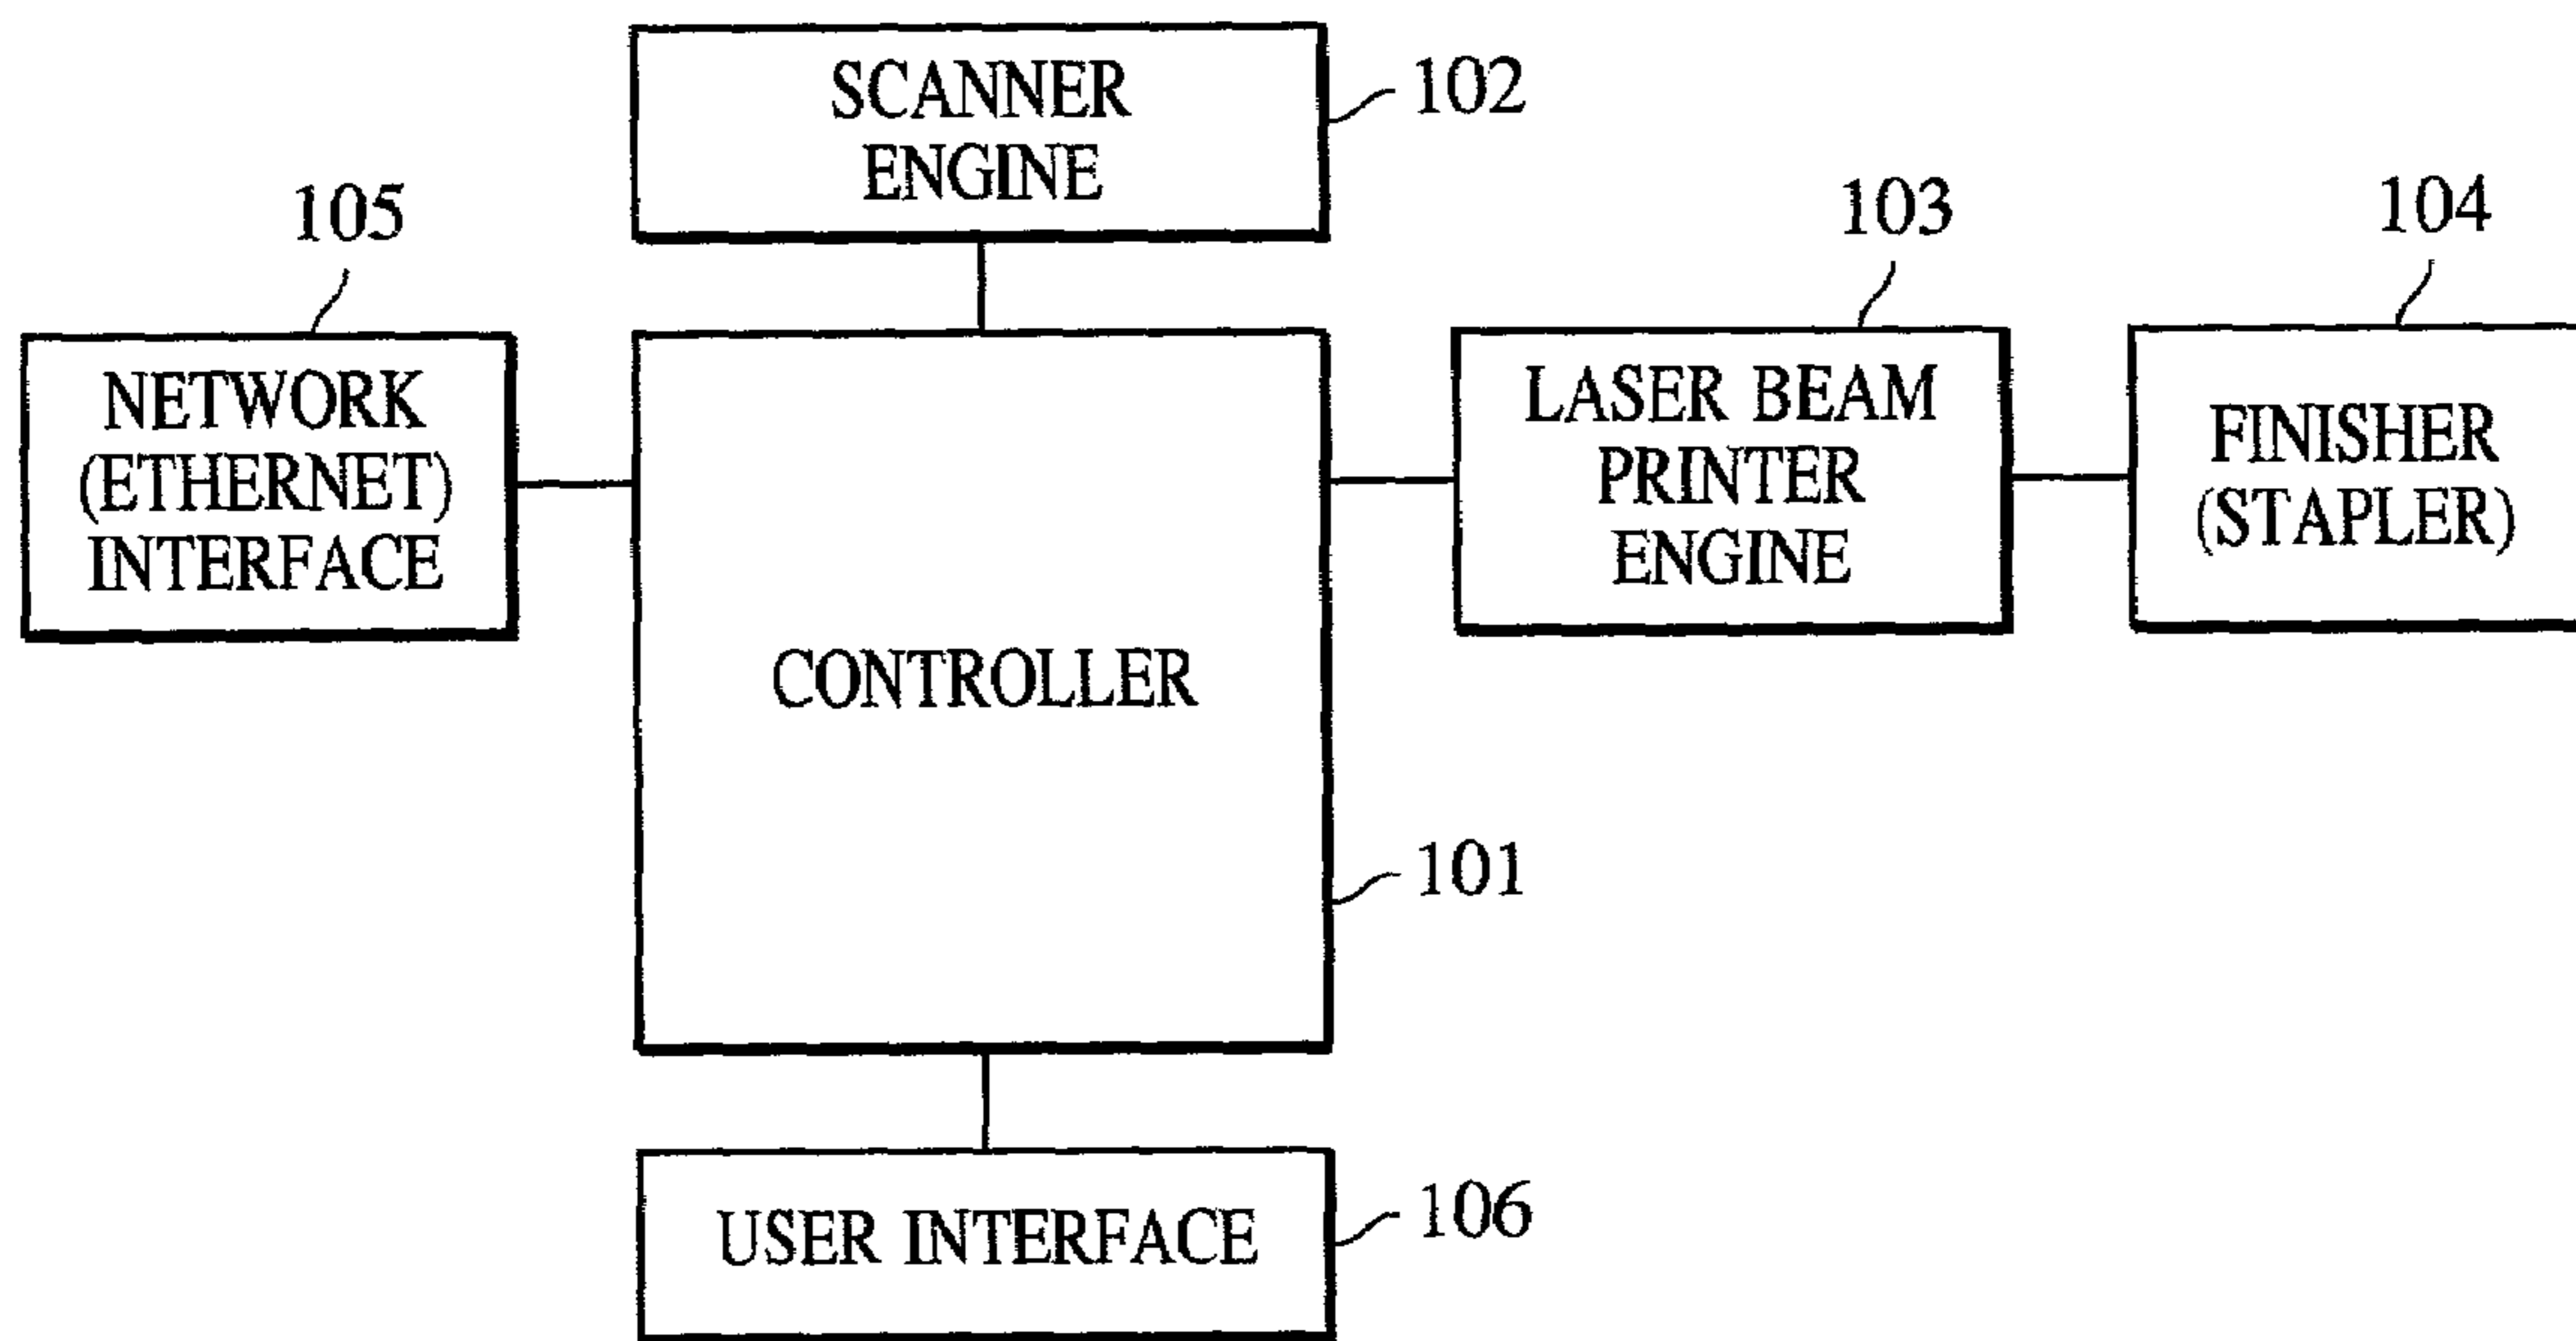 SCANNER
ENGINE
102
105
103
104
NETWORK
(ETHERNET)
INTERFACE
LASER BEAM
PRINTER
ENGINE
FINISHER
(STAPLER)
CONTROLLER
101
USER INTERFACE
106